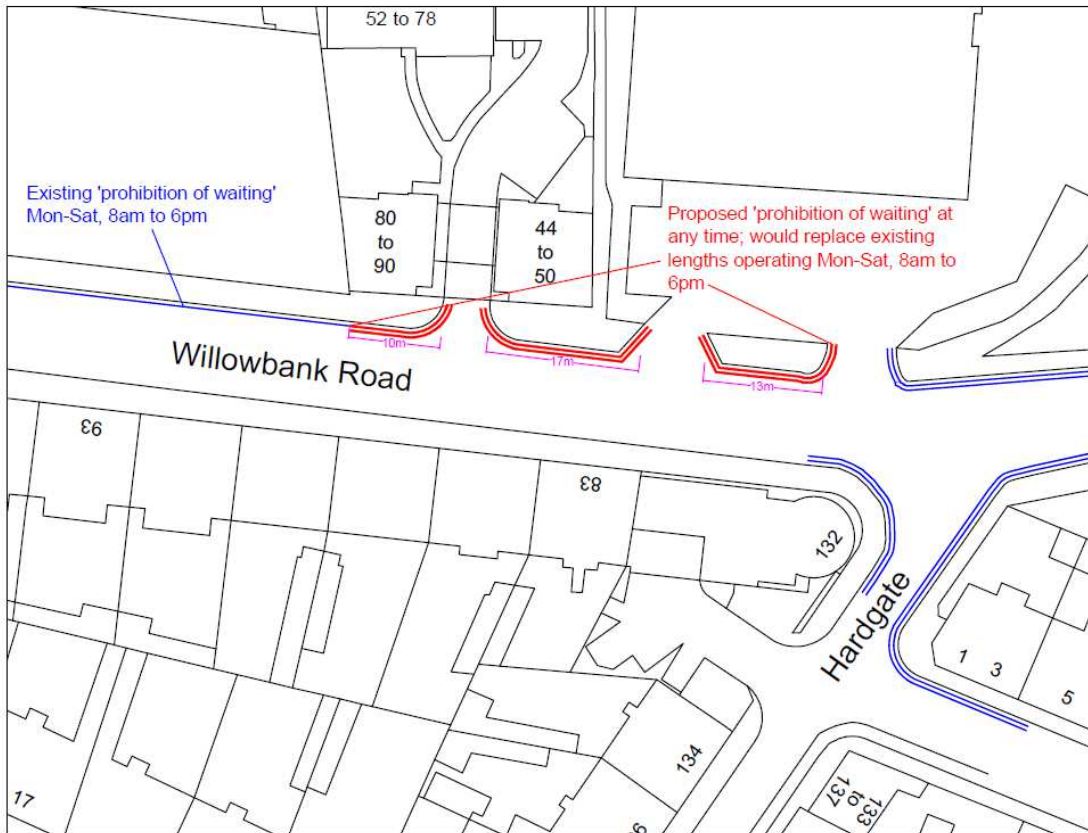 52 to 78
Existing 'prohibition of waiting'
Mon-Sat, 8am to 6pm
80
to
90
44
to
50
Proposed 'prohibition of waiting' at
any time; would replace existing
lengths operating Mon-Sat, 8am to
6pm
10m
17m
13m
Willowbank Road
93
83
132
Hardgate
1
3
5
134
17
6
133
to
137